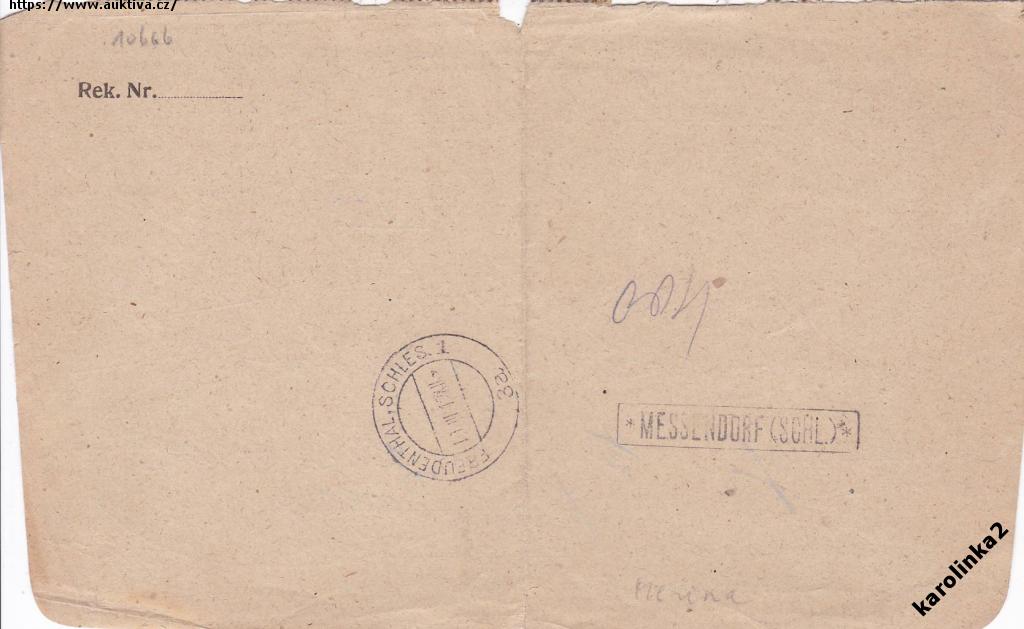 https://www.auktiva.cz/
10666
Rek. Nr.
FREUDENTHAL, SCHLES. 1
* MESSENDORF (SCHL.) *
karolinka2